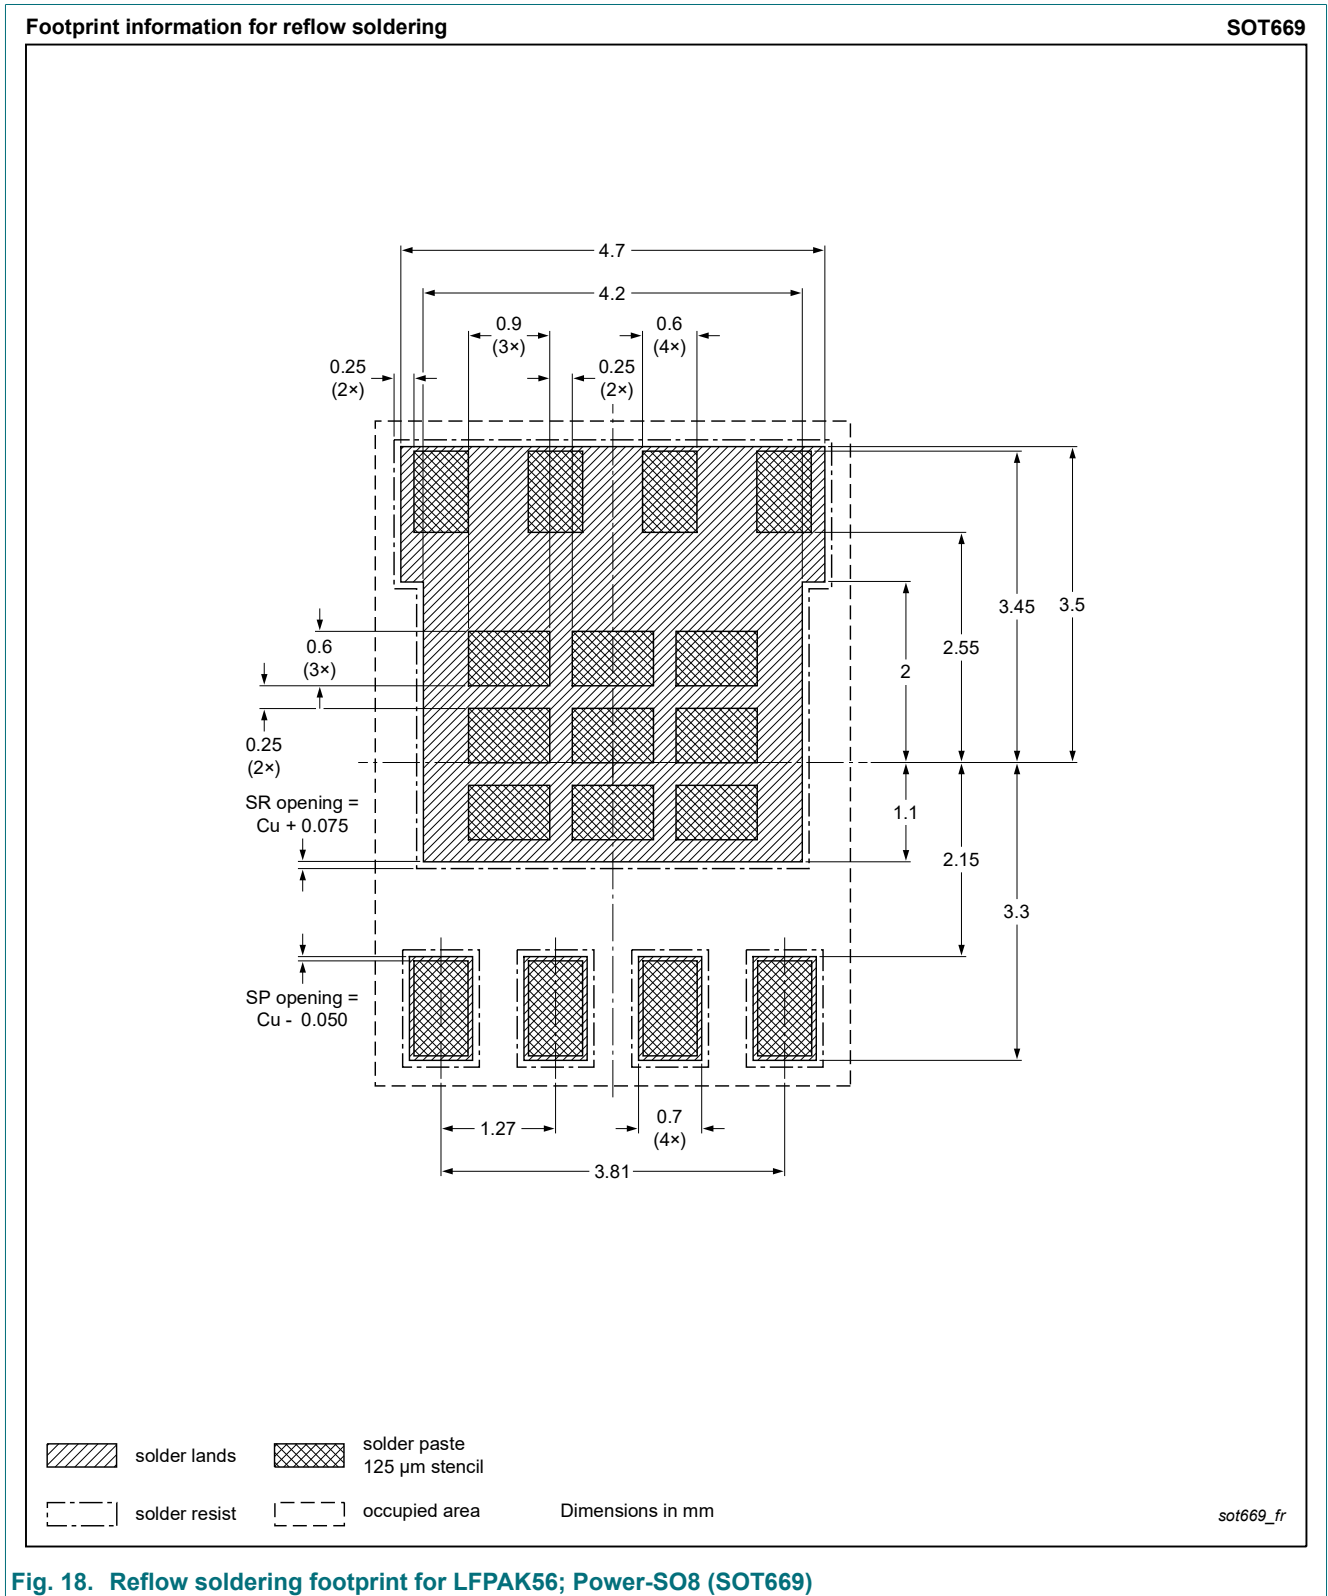 Footprint information for reflow soldering
SOT669
4.7
4.2
0.9
(3×)
0.6
(4×)
0.25
(2×)
0.25
(2×)
3.45
3.5
0.6
(3×)
2.55
2
0.25
(2×)
SR opening =
Cu + 0.075
1.1
2.15
3.3
SP opening =
Cu - 0.050
1.27
0.7
(4×)
3.81
solder lands
solder paste
125 µm stencil
solder resist
occupied area
Dimensions in mm
sot669_fr
Fig. 18. Reflow soldering footprint for LFPAK56; Power-SO8 (SOT669)